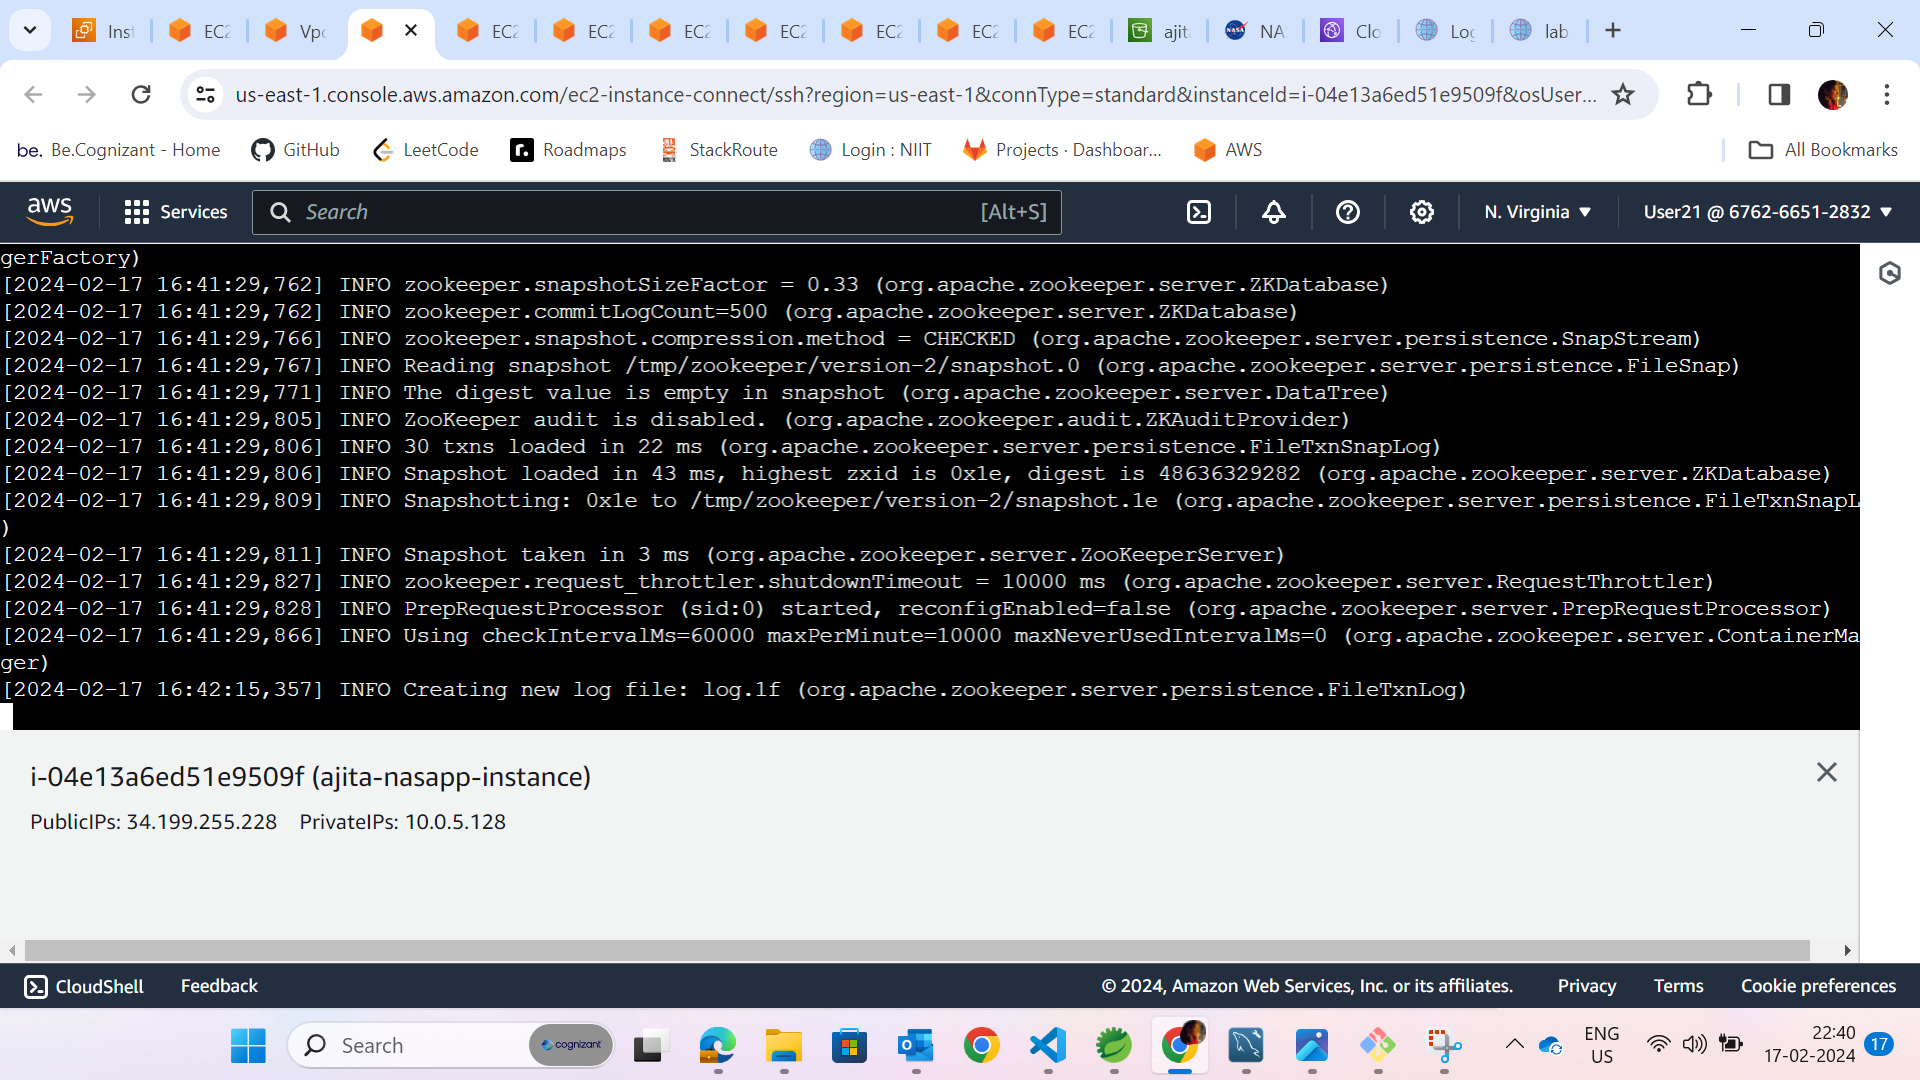 Inst
EC2
Vpc
EC2
EC2
EC2
EC2
EC2
EC2
EC2
ajit
NA
Clo
Log
lab
us-east-1.console.aws.amazon.com/ec2-instance-connect/ssh?region=us-east-1&connType=standard&instanceId=i-04e13a6ed51e9509f&osUser...
be. Be.Cognizant - Home
GitHub
LeetCode
r. Roadmaps
StackRoute
Login : NIIT
Projects · Dashboar...
AWS
All Bookmarks
aws
Services
Search
[Alt+S]
N. Virginia
User21 @ 6762-6651-2832
gerFactory)
[2024-02-17 16:41:29,762] INFO zookeeper.snapshotSizeFactor = 0.33 (org.apache.zookeeper.server.ZKDatabase)
[2024-02-17 16:41:29,762] INFO zookeeper.commitLogCount=500 (org.apache.zookeeper.server.ZKDatabase)
[2024-02-17 16:41:29,766] INFO zookeeper.snapshot.compression.method = CHECKED (org.apache.zookeeper.server.persistence.SnapStream)
[2024-02-17 16:41:29,767] INFO Reading snapshot /tmp/zookeeper/version-2/snapshot.0 (org.apache.zookeeper.server.persistence.FileSnap)
[2024-02-17 16:41:29,771] INFO The digest value is empty in snapshot (org.apache.zookeeper.server.DataTree)
[2024-02-17 16:41:29,805] INFO ZooKeeper audit is disabled. (org.apache.zookeeper.audit.ZKAuditProvider)
[2024-02-17 16:41:29,806] INFO 30 txns loaded in 22 ms (org.apache.zookeeper.server.persistence.FileTxnSnapLog)
[2024-02-17 16:41:29,806] INFO Snapshot loaded in 43 ms, highest zxid is 0x1e, digest is 48636329282 (org.apache.zookeeper.server.ZKDatabase)
[2024-02-17 16:41:29,809] INFO Snapshotting: 0x1e to /tmp/zookeeper/version-2/snapshot.1e (org.apache.zookeeper.server.persistence.FileTxnSnapL
)
[2024-02-17 16:41:29,811] INFO Snapshot taken in 3 ms (org.apache.zookeeper.server.ZooKeeperServer)
[2024-02-17 16:41:29,827] INFO zookeeper.request_throttler.shutdownTimeout = 10000 ms (org.apache.zookeeper.server.RequestThrottler)
[2024-02-17 16:41:29,828] INFO PrepRequestProcessor (sid:0) started, reconfigEnabled=false (org.apache.zookeeper.server.PrepRequestProcessor)
[2024-02-17 16:41:29,866] INFO Using checkIntervalMs=60000 maxPerMinute=10000 maxNeverUsedIntervalMs=0 (org.apache.zookeeper.server.ContainerMa
ger)
[2024-02-17 16:42:15,357] INFO Creating new log file: log.1f (org.apache.zookeeper.server.persistence.FileTxnLog)
i-04e13a6ed51e9509f (ajita-nasapp-instance)
PublicIPs: 34.199.255.228 PrivateIPs: 10.0.5.128
CloudShell
Feedback
© 2024, Amazon Web Services, Inc. or its affiliates.
Privacy
Terms
Cookie preferences
Search
cognizant
ENG
US
22:40
17-02-2024
17